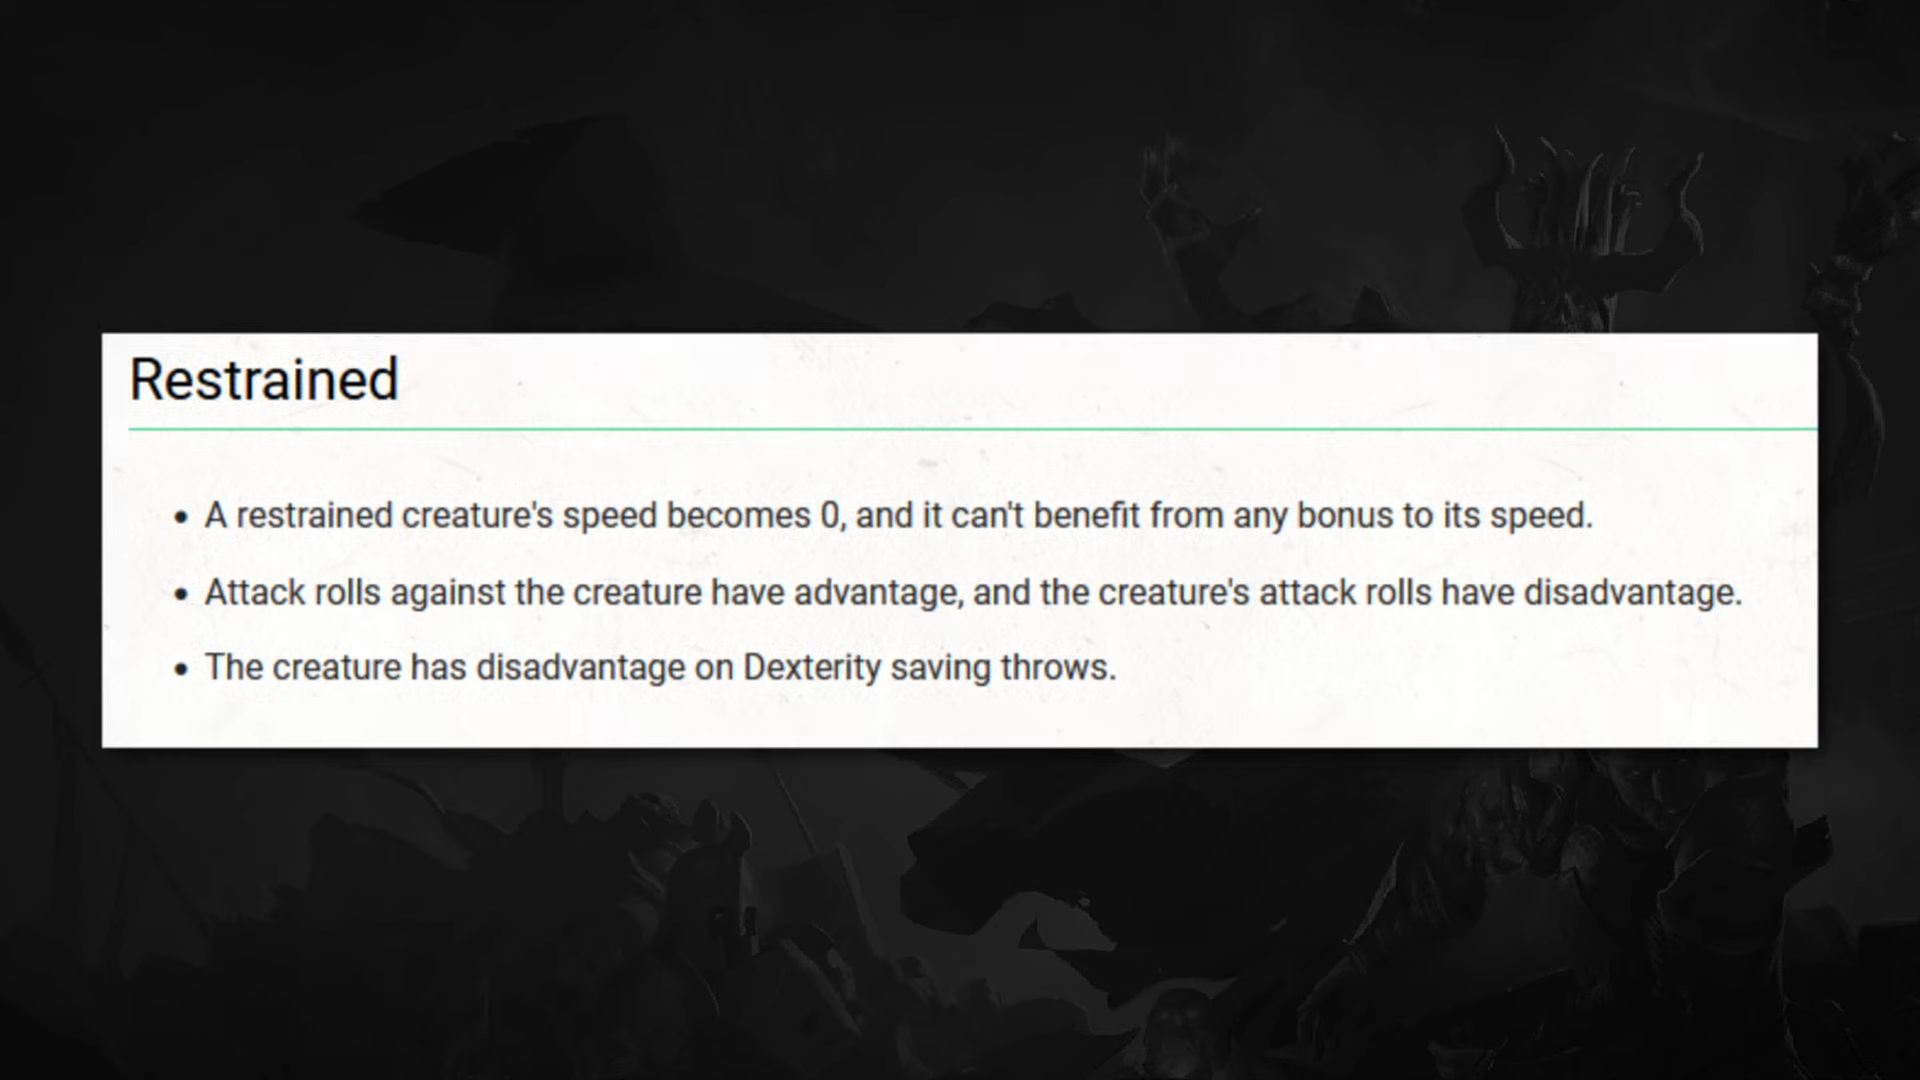 Restrained
• A restrained creature's speed becomes 0, and it can't benefit from any bonus to its speed.
• Attack rolls against the creature have advantage, and the creature's attack rolls have disadvantage.
• The creature has disadvantage on Dexterity saving throws.